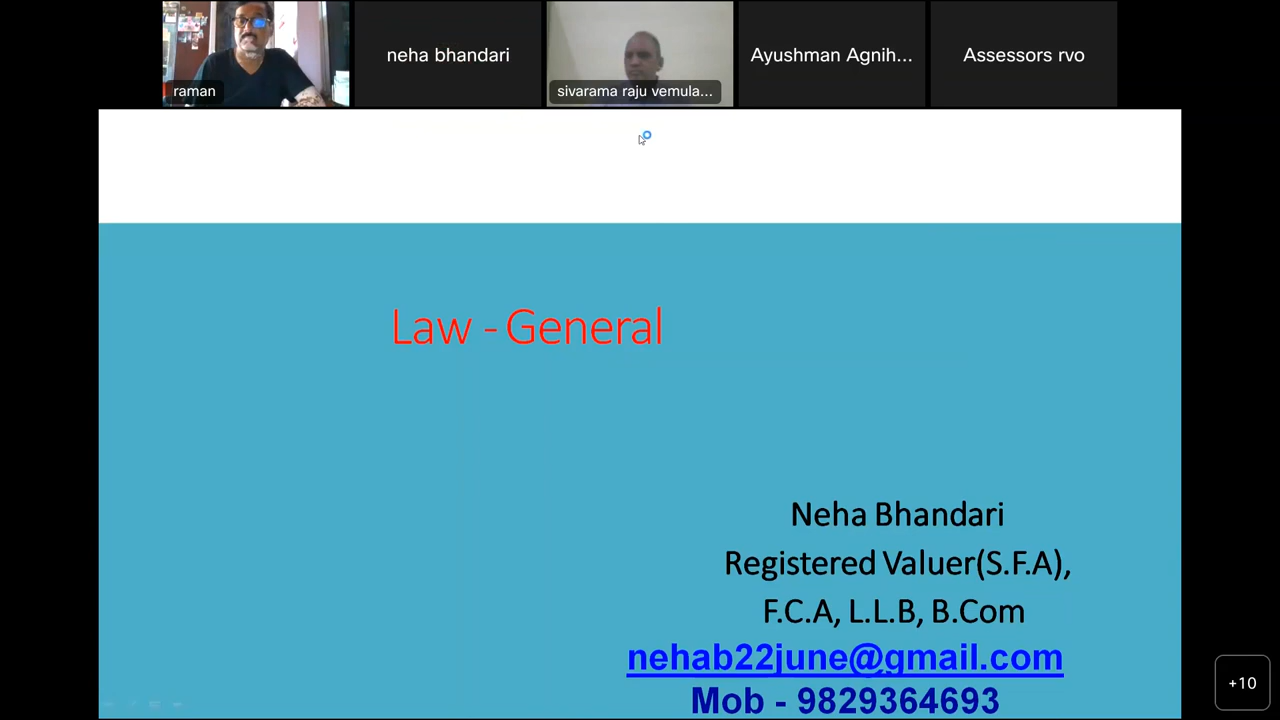 raman
neha bhandari
sivarama raju vemula...
Ayushman Agnih...
Assessors rvo
Law - General
Neha Bhandari
Registered Valuer(S.F.A),
F.C.A, L.L.B, B.Com
nehab22june@gmail.com
Mob - 9829364693
+10